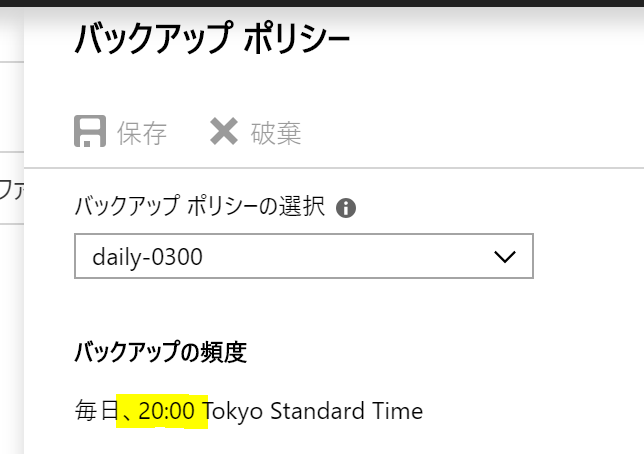 バックアップ ポリシー
保存 破棄
ファ
バックアップ ポリシーの選択
daily-0300
バックアップの頻度
毎日、20:00 Tokyo Standard Time